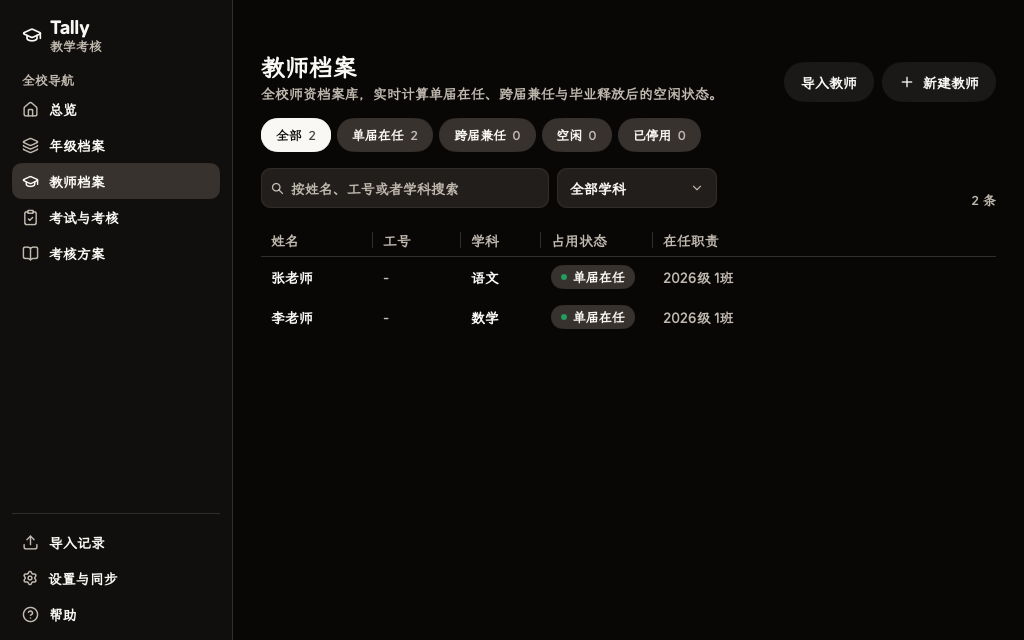 Tally
教学考核
全校导航
总览
年级档案
教师档案
考试与考核
考核方案
导入记录
设置与同步
帮助
教师档案
全校师资档案库，实时计算单届在任、跨届兼任与毕业释放后的空闲状态。
导入教师
新建教师
全部 2
单届在任 2
跨届兼任 0
空闲 0
已停用 0
按姓名、工号或者学科搜索
全部学科
2 条
姓名 工号 学科 占用状态 在任职责
张老师 - 语文 单届在任 2026级 1班
李老师 - 数学 单届在任 2026级 1班